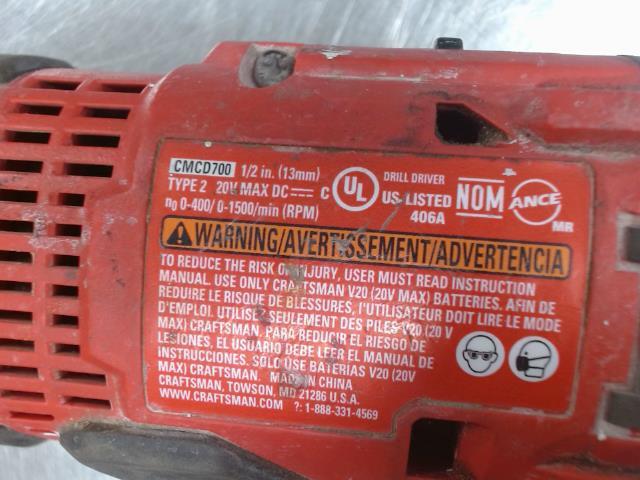 CMCD700 1/2 in. (13mm)
TYPE 2 20V MAX DC C UL US LISTED DRILL DRIVER 406A NOM ANCE MR
n0 0-400/ 0-1500/min (RPM)
WARNING/AVERTISSEMENT/ADVERTENCIA
TO REDUCE THE RISK OF INJURY, USER MUST READ INSTRUCTION
MANUAL. USE ONLY CRAFTSMAN V20 (20V MAX) BATTERIES. AFIN DE
RÉDUIRE LE RISQUE DE BLESSURES, L'UTILISATEUR DOIT LIRE LE MODE
D'EMPLOI. UTILISEZ SEULEMENT DES PILES V20 (20 V
MAX) CRAFTSMAN. PARA REDUCIR EL RIESGO DE
LESIONES, EL USUARIO DEBE LEER EL MANUAL DE
INSTRUCCIONES. SÓLO USE BATERIAS V20 (20V
MAX) CRAFTSMAN. MADE IN CHINA
CRAFTSMAN, TOWSON, MD 21286 U.S.A.
WWW.CRAFTSMAN.COM ?: 1-888-331-4569